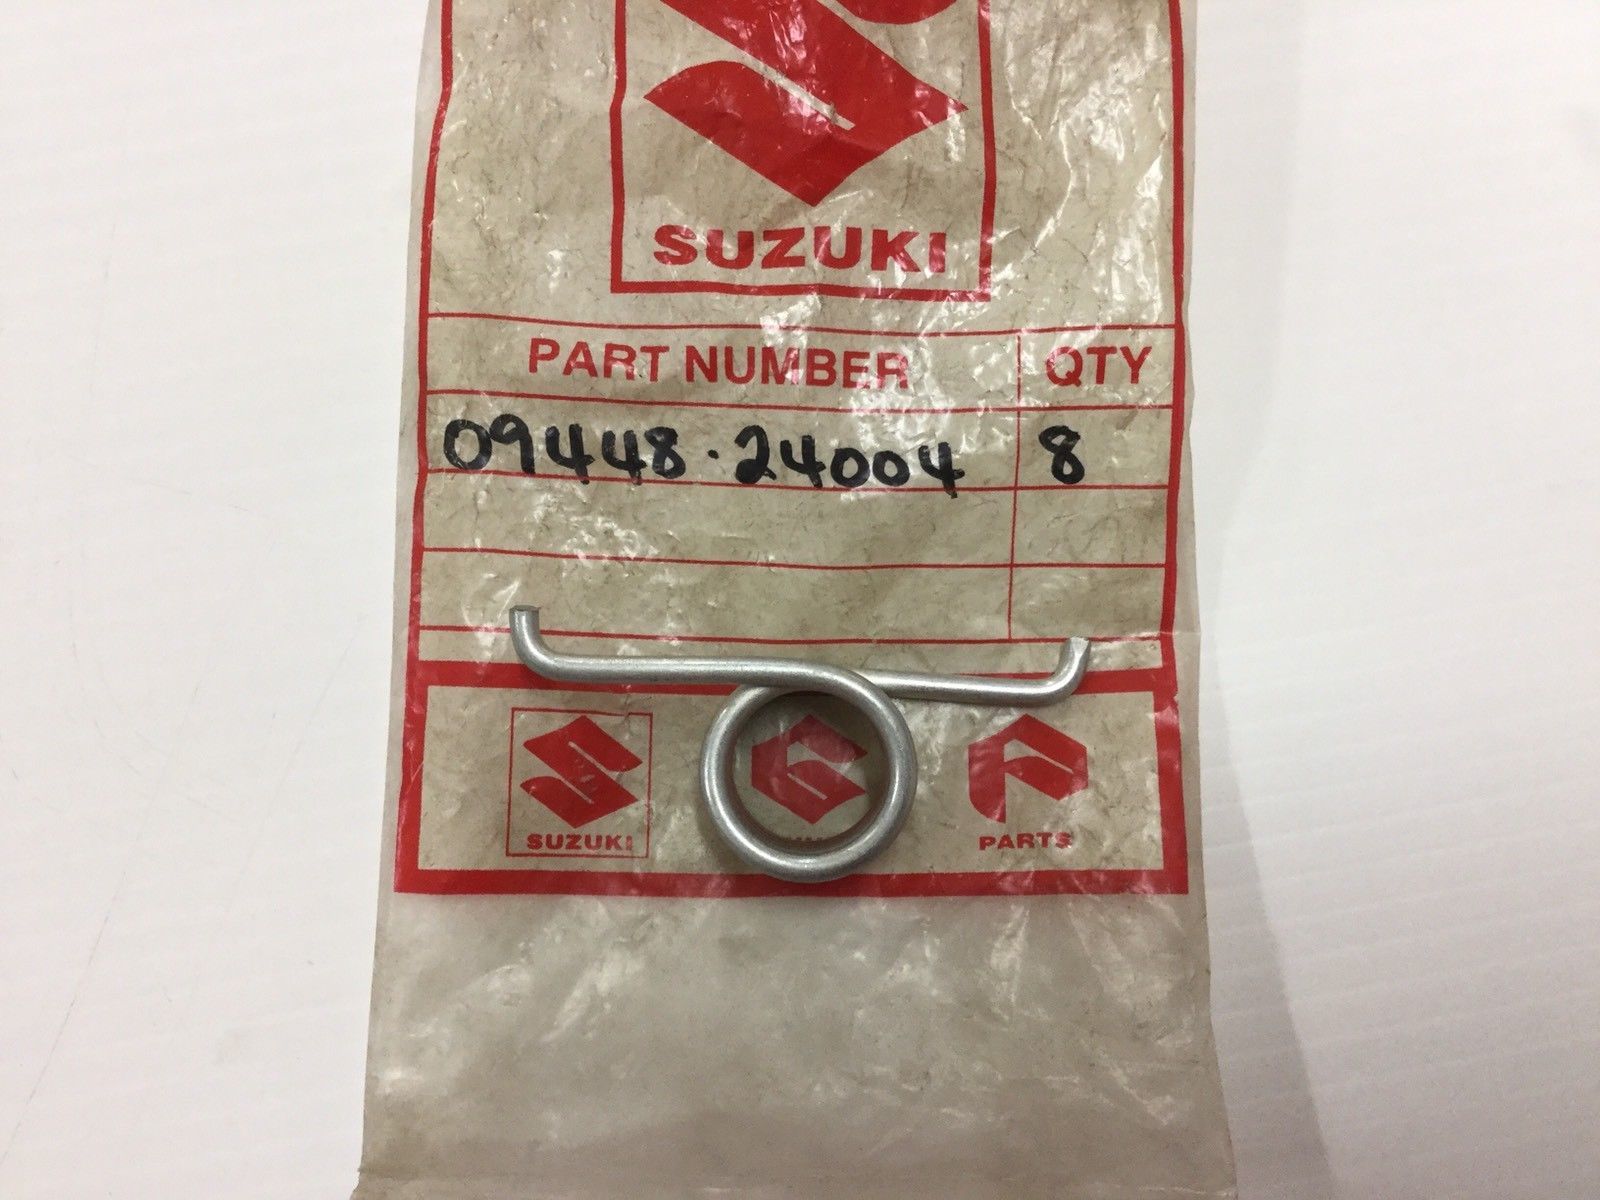 SUZUKI
PART NUMBER QTY
09448-24004 8
SUZUKI
PARTS